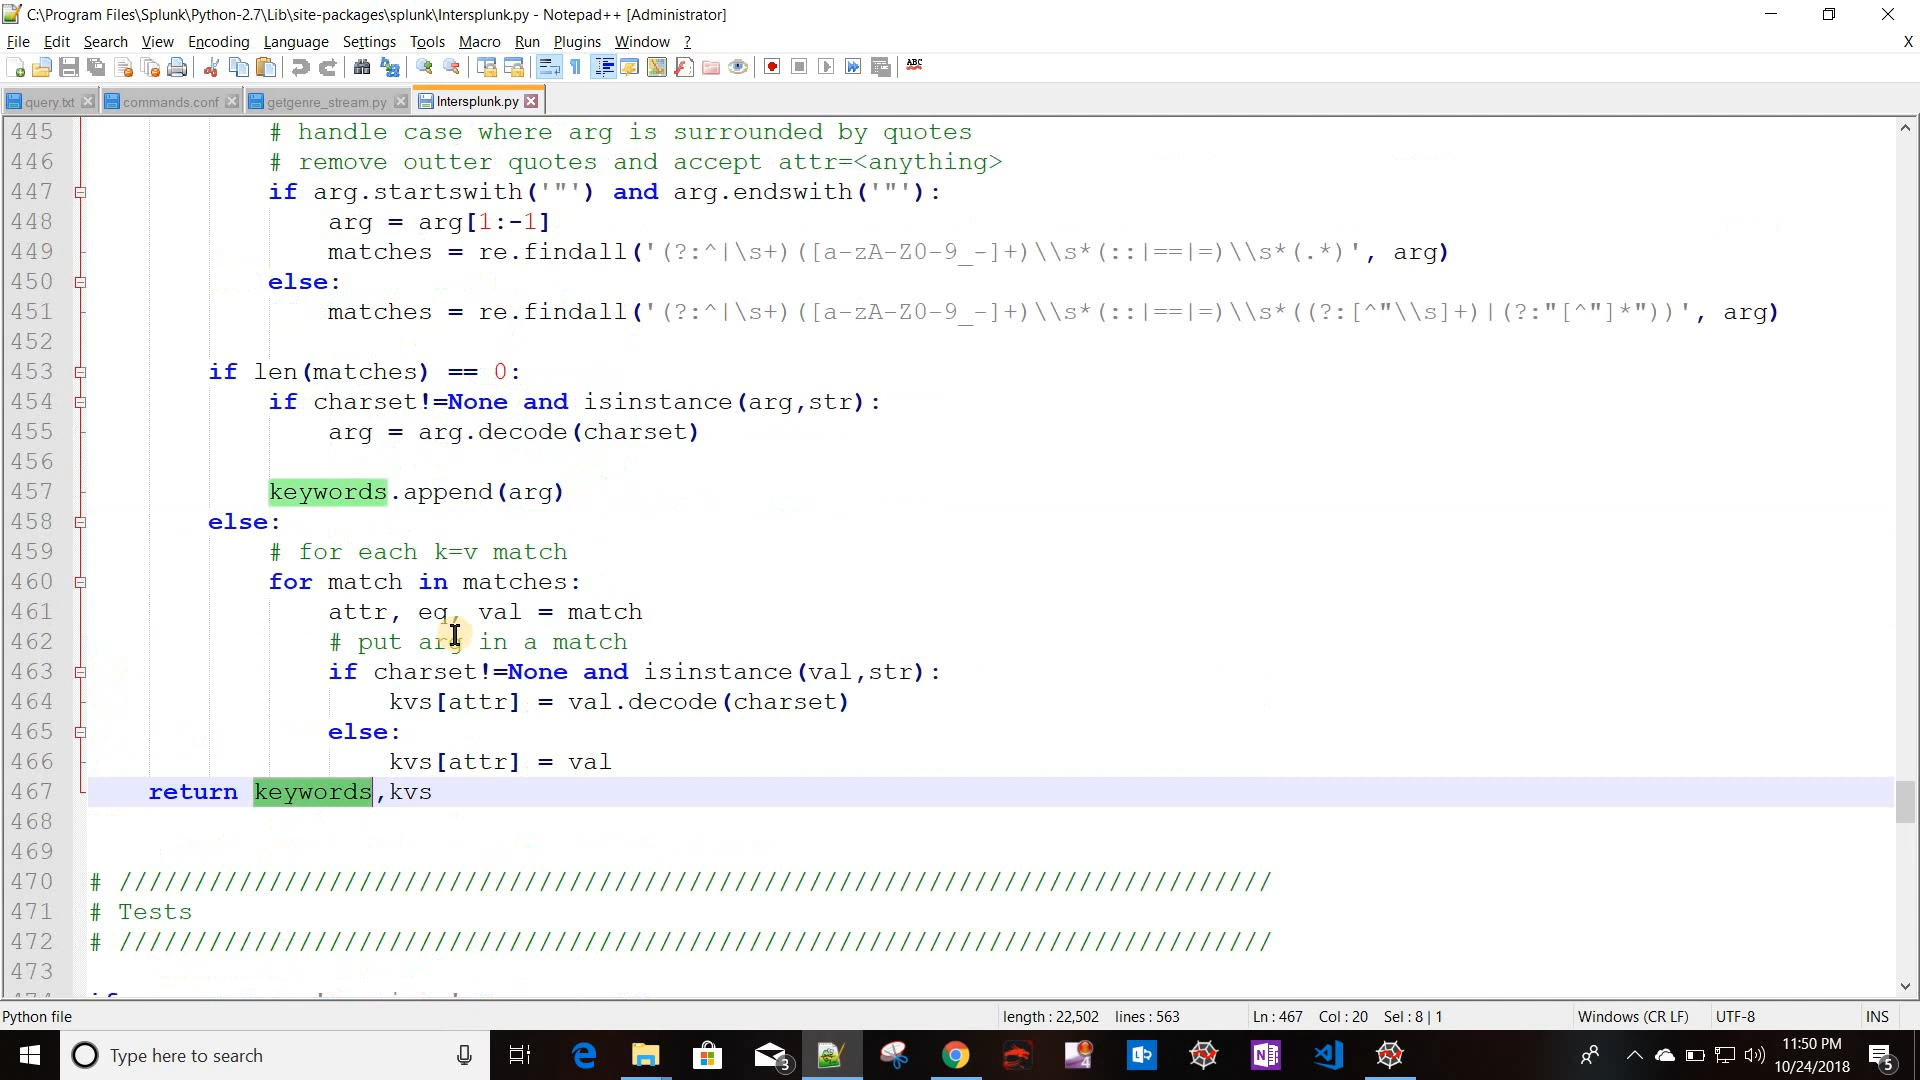 C:\Program Files\Splunk\Python-2.7\Lib\site-packages\splunk\Intersplunk.py - Notepad++ [Administrator]
File Edit Search View Encoding Language Settings Tools Macro Run Plugins Window ? X
ABC
query.txt commands.conf getgenre_stream.py Intersplunk.py
445 # handle case where arg is surrounded by quotes
446 # remove outter quotes and accept attr=<anything>
447 if arg.startswith('"') and arg.endswith('"'):
448 arg = arg[1:-1]
449 matches = re.findall('(?:^|\s+)([a-zA-Z0-9_-]+)\\s*(::|==|=)\\s*(.*)', arg)
450 else:
451 matches = re.findall('(?:^|\s+)([a-zA-Z0-9_-]+)\\s*(::|==|=)\\s*((?:[^"\\s]+)|(?:"[^"]*"))', arg)
452
453 if len(matches) == 0:
454 if charset!=None and isinstance(arg,str):
455 arg = arg.decode(charset)
456
457 keywords.append(arg)
458 else:
459 # for each k=v match
460 for match in matches:
461 attr, eq, val = match
462 # put arg in a match
463 if charset!=None and isinstance(val,str):
464 kvs[attr] = val.decode(charset)
465 else:
466 kvs[attr] = val
467 return keywords,kvs
468
469
470 # /////////////////////////////////////////////////////////////////////////////
471 # Tests
472 # /////////////////////////////////////////////////////////////////////////////
473
Python file length : 22,502 lines : 563 Ln : 467 Col : 20 Sel : 8 | 1 Windows (CR LF) UTF-8 INS
Type here to search 3 11:50 PM
10/24/2018 5